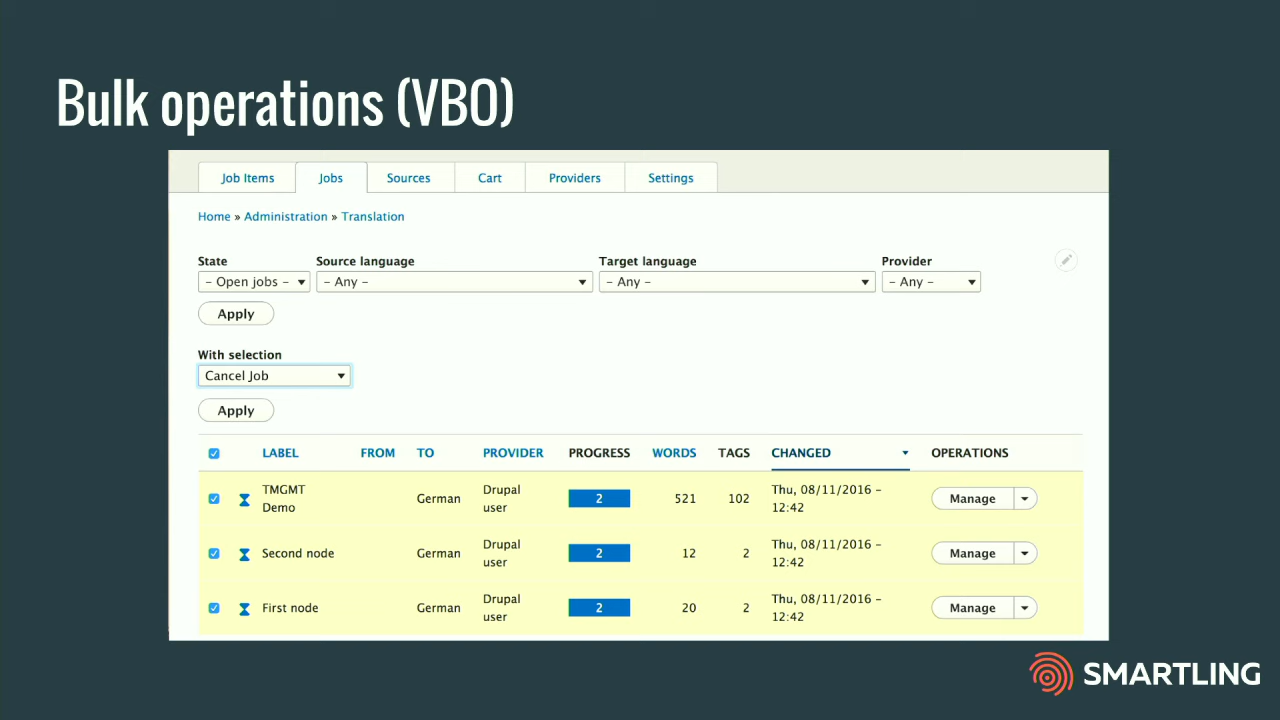 Bulk operations (VBO)
Job Items Jobs Sources Cart Providers Settings
Home » Administration » Translation
State Source language Target language Provider
- Open jobs - - Any - - Any - - Any -
Apply
With selection
Cancel Job
Apply
LABEL FROM TO PROVIDER PROGRESS WORDS TAGS CHANGED OPERATIONS
TMGMT Demo German Drupal user 2 521 102 Thu, 08/11/2016 - 12:42 Manage
Second node German Drupal user 2 12 2 Thu, 08/11/2016 - 12:42 Manage
First node German Drupal user 2 20 2 Thu, 08/11/2016 - 12:42 Manage
SMARTLING